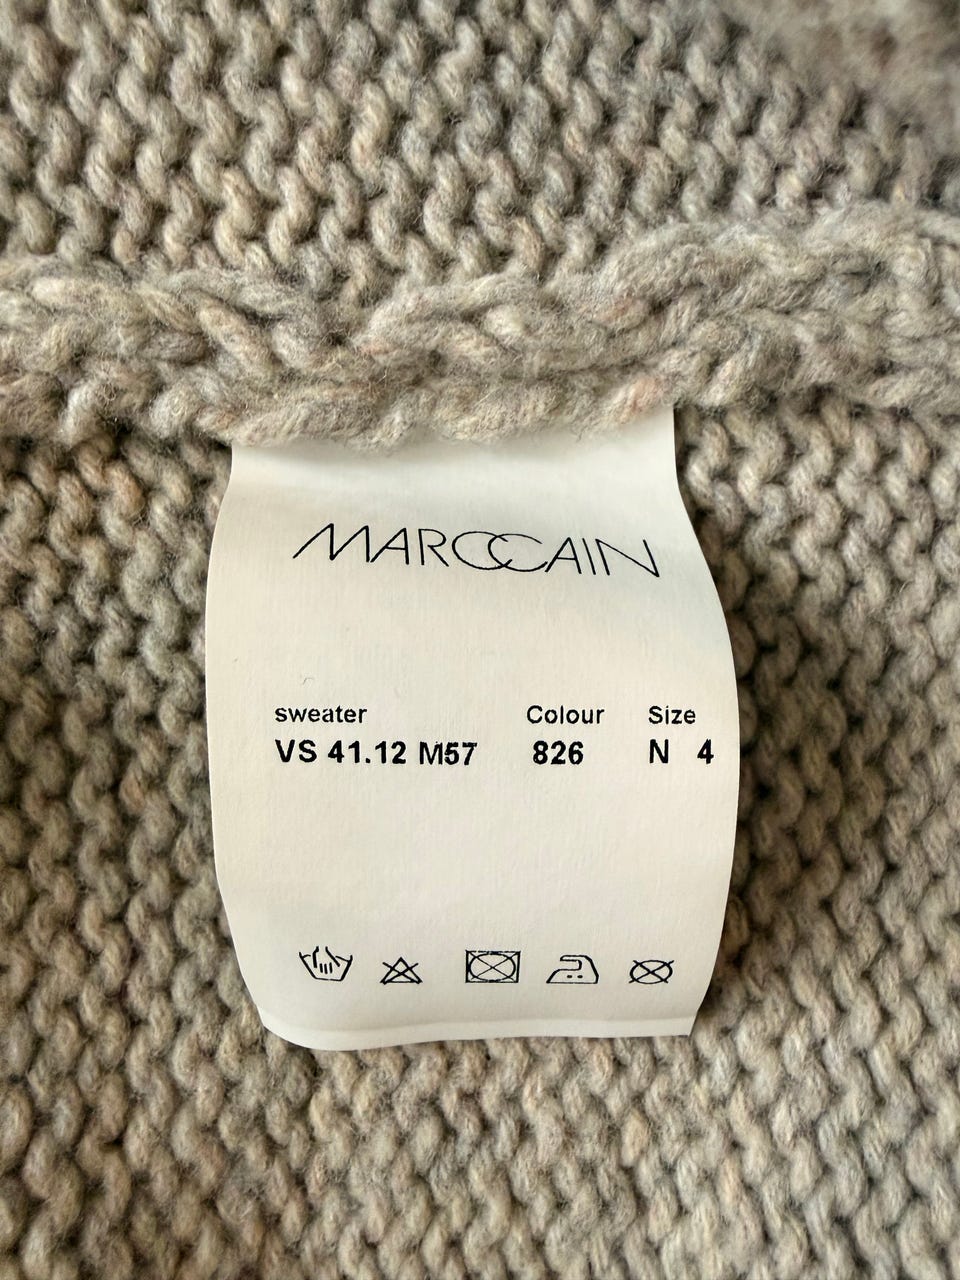 MARCCAIN
sweater Colour Size
VS 41.12 M57 826 N 4